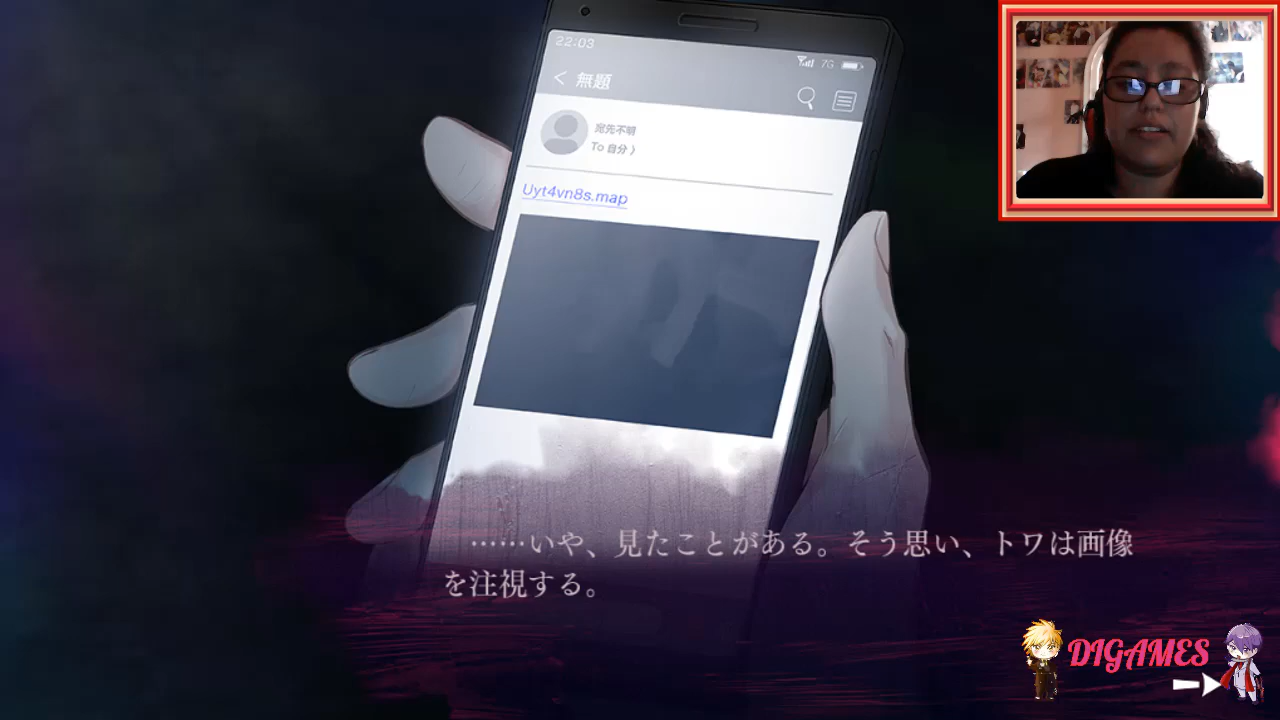 22:03
7G
無題
宛先不明
To 自分 〉
Uyt4vn8s.map
……いや、見たことがある。そう思い、トワは画像
を注視する。
DIGAMES